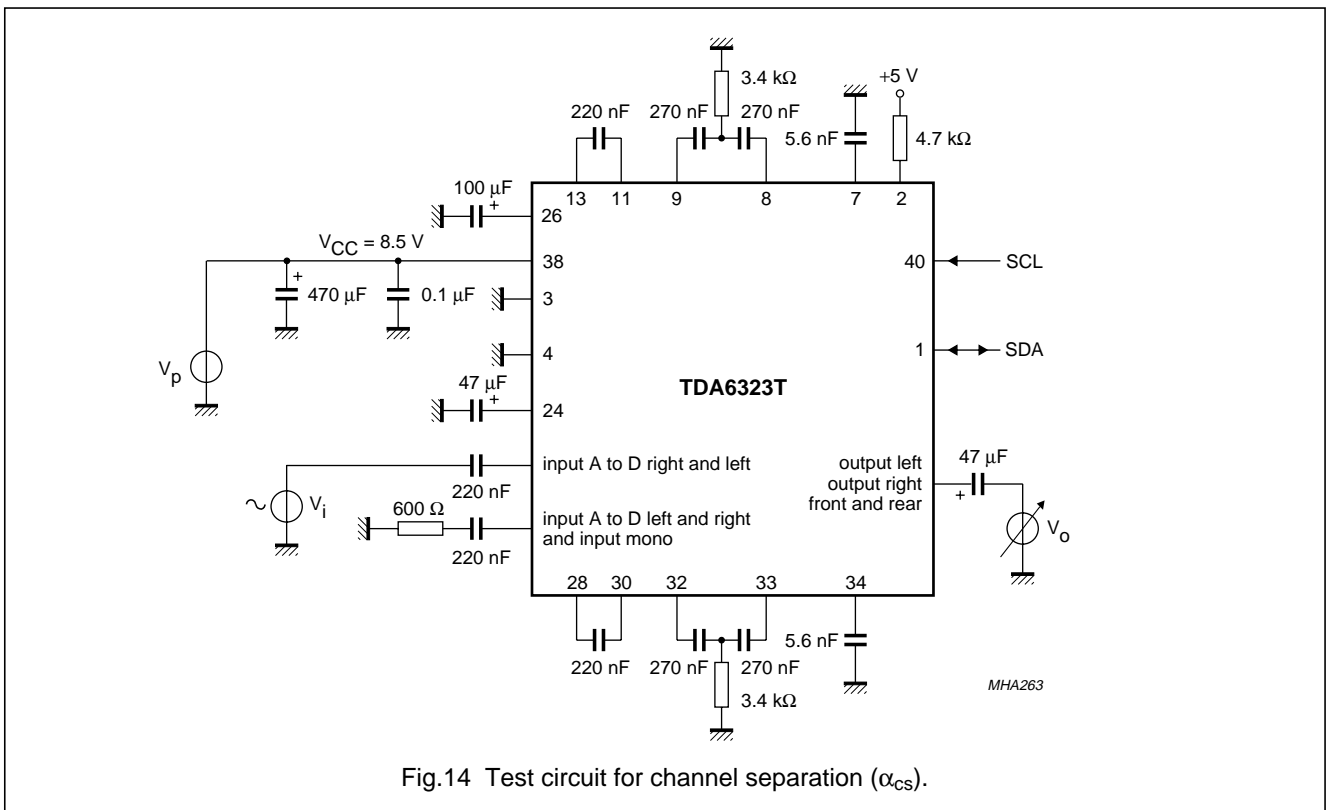 3.4 kΩ
+5 V
220 nF
270 nF
270 nF
5.6 nF
4.7 kΩ
13
11
9
8
7
2
100 μF
+
26
VCC = 8.5 V
38
40
SCL
+
470 μF
0.1 μF
3
4
1
SDA
Vp
47 μF
+
24
TDA6323T
input A to D right and left
220 nF
Vi
600 Ω
input A to D left and right
and input mono
220 nF
output left
output right
front and rear
47 μF
+
Vo
28
30
32
33
34
220 nF
270 nF
270 nF
5.6 nF
3.4 kΩ
MHA263
Fig.14 Test circuit for channel separation (αcs).